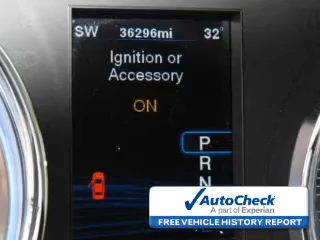 SW 36296mi 32°
Ignition or
Accessory
ON
P
R
N
AutoCheck
A part of Experian
FREE VEHICLE HISTORY REPORT